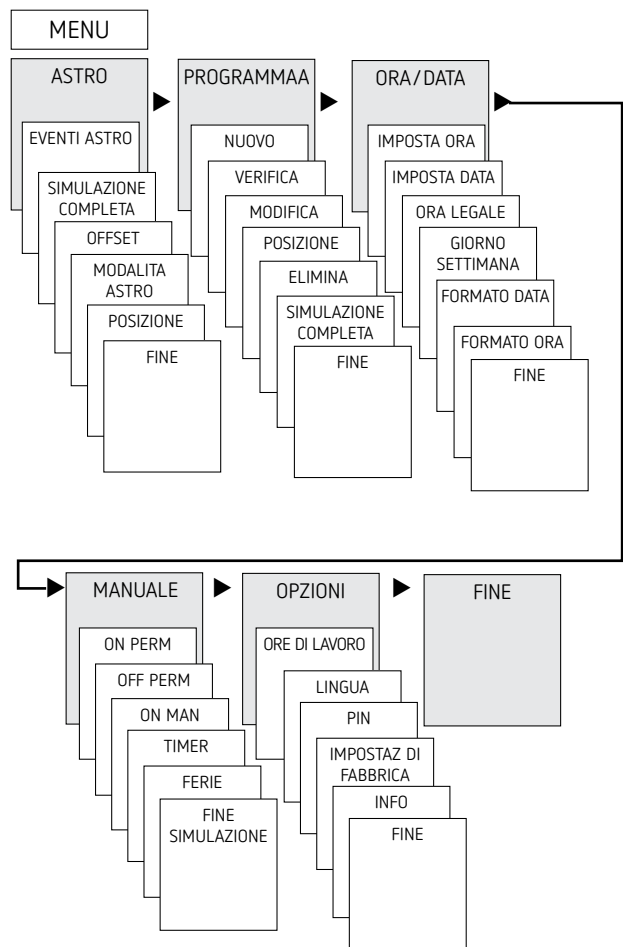 MENU
ASTRO
EVENTI ASTRO
SIMULAZIONE
COMPLETA
OFFSET
MODALITA
ASTRO
POSIZIONE
FINE
PROGRAMMAA
NUOVO
VERIFICA
MODIFICA
POSIZIONE
ELIMINA
SIMULAZIONE
COMPLETA
FINE
ORA/DATA
IMPOSTA ORA
IMPOSTA DATA
ORA LEGALE
GIORNO
SETTIMANA
FORMATO DATA
FORMATO ORA
FINE
MANUALE
ON PERM
OFF PERM
ON MAN
TIMER
FERIE
FINE
SIMULAZIONE
OPZIONI
ORE DI LAVORO
LINGUA
PIN
IMPOSTAZ DI
FABBRICA
INFO
FINE
FINE